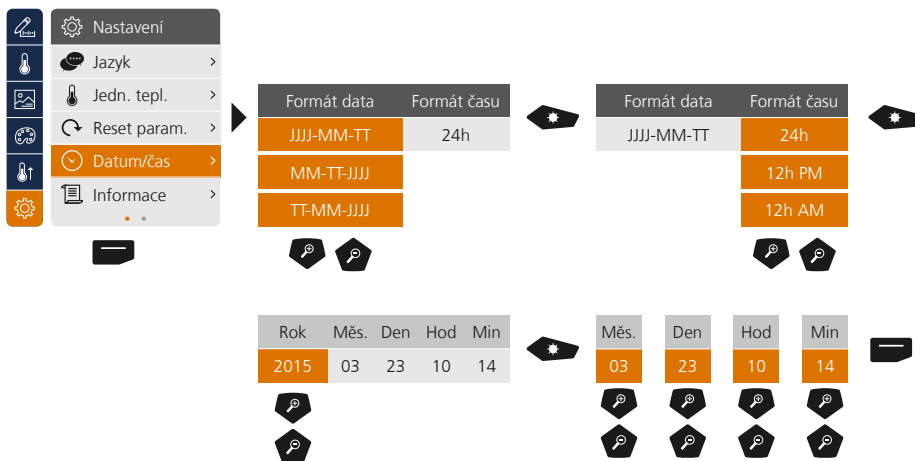 Nastavení
Jazyk
Jedn. tepl.
Reset param.
Datum/čas
Informace
Formát data Formát času
JJJJ-MM-TT 24h
MM-TT-JJJJ
TT-MM-JJJJ
Formát data Formát času
JJJJ-MM-TT 24h
12h PM
12h AM
Rok Měs. Den Hod Min
2015 03 23 10 14
Měs. Den Hod Min
03 23 10 14